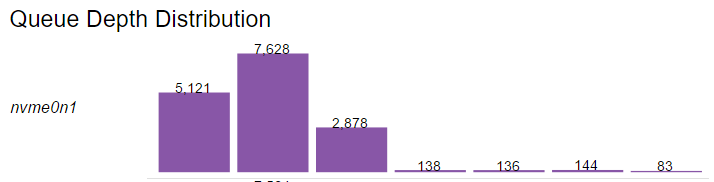 Queue Depth Distribution
7,628
5,121
nvme0n1
2,878
138 136 144 83